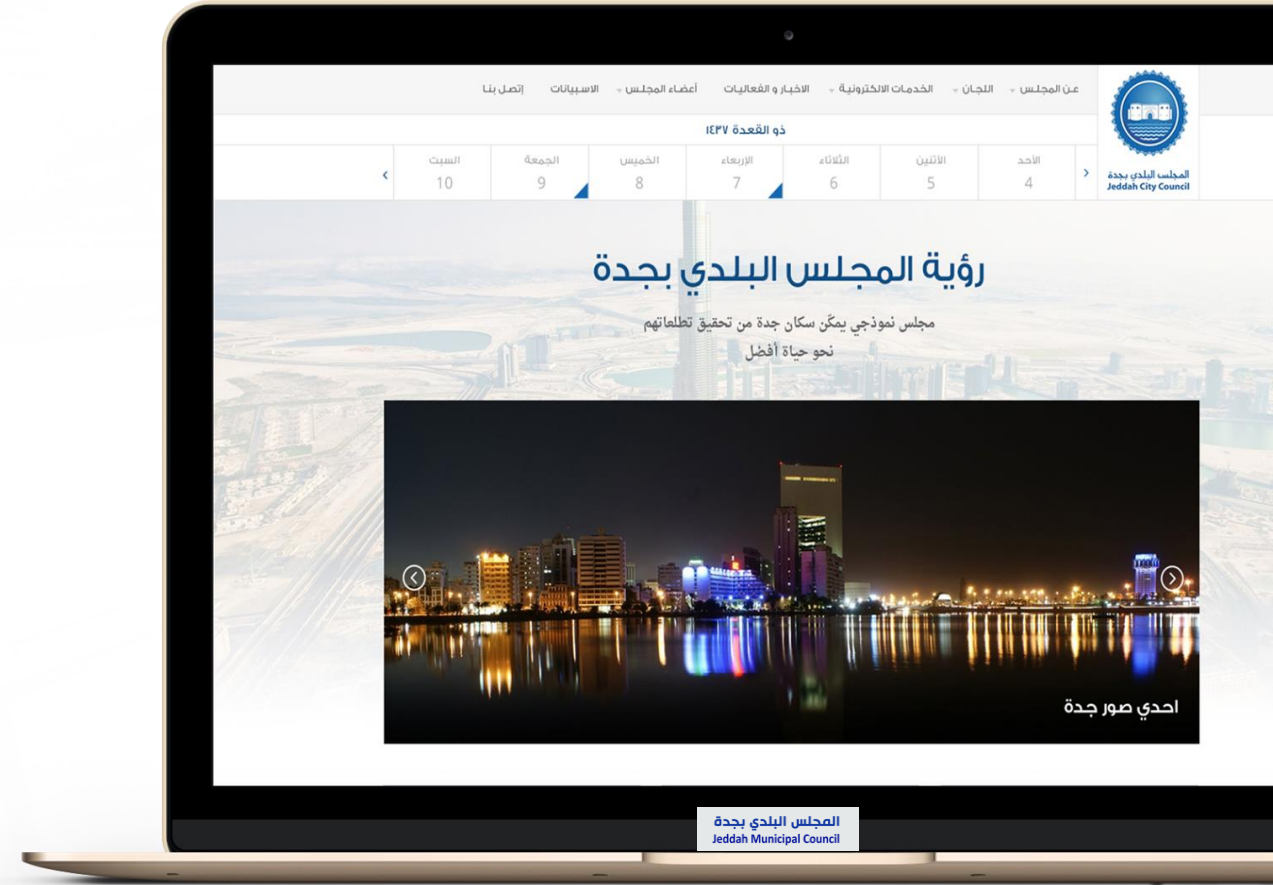 عن المجلس
اللجان
الخدمات الالكترونية
الاخبار و الفعاليات
أعضاء المجلس
الاسبيانات
إتصل بنا
المجلس البلدي بجدة
Jeddah City Council
ذو القعدة ١٤٣٧
الأحد
4
الأثنين
5
الثلاثاء
6
الإربعاء
7
الخميس
8
الجمعة
9
السبت
10
رؤية المجلس البلدي بجدة
مجلس نموذجي يمكّن سكان جدة من تحقيق تطلعاتهم
نحو حياة أفضل
احدي صور جدة
المجلس البلدي بجدة
Jeddah Municipal Council